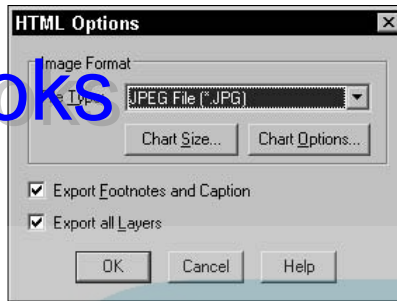 HTML Options
Image Format
oks
JPEG File (*.JPG)
Chart Size... Chart Options...
Export Footnotes and Caption
Export all Layers
OK Cancel Help